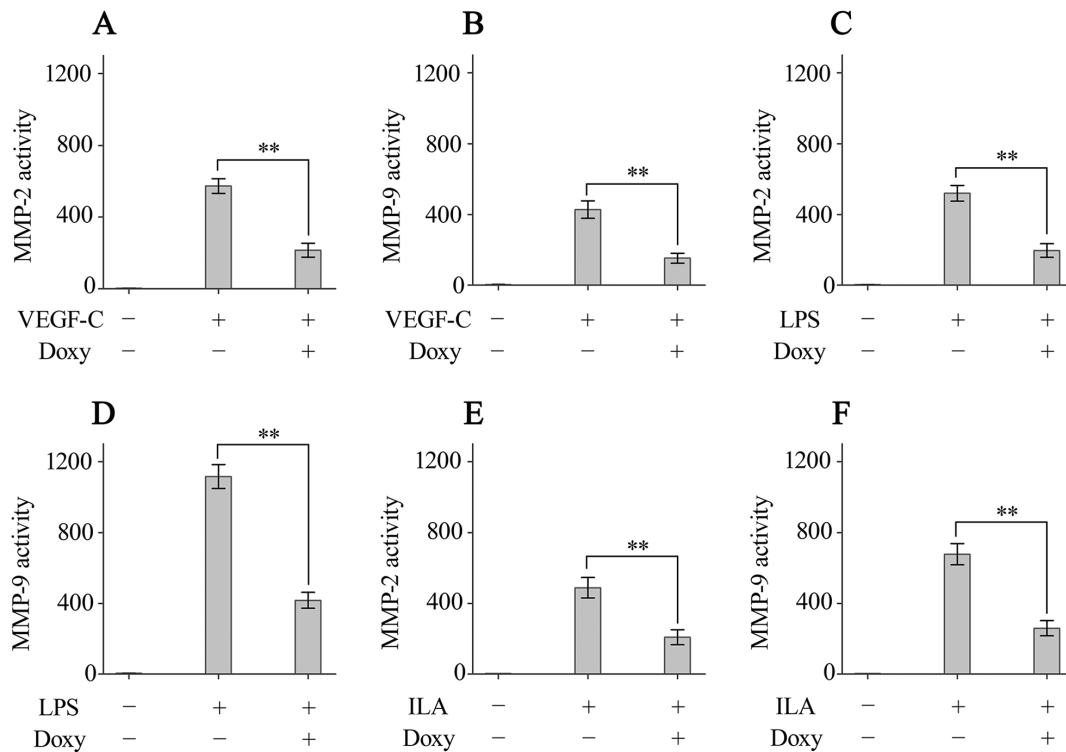 A
B
C
1200
800
400
0
MMP-2 activity
**
VEGF-C − + +
Doxy − − +
1200
800
400
0
MMP-9 activity
**
VEGF-C − + +
Doxy − − +
1200
800
400
0
MMP-2 activity
**
LPS − + +
Doxy − − +
D
E
F
1200
800
400
0
MMP-9 activity
**
LPS − + +
Doxy − − +
1200
800
400
0
MMP-2 activity
**
ILA − + +
Doxy − − +
1200
800
400
0
MMP-9 activity
**
ILA − + +
Doxy − − +